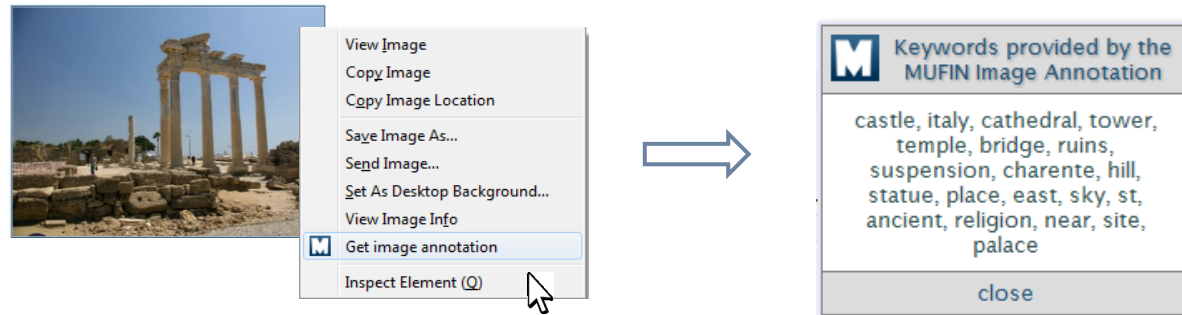 View Image
Copy Image
Copy Image Location
Save Image As...
Send Image...
Set As Desktop Background...
View Image Info
M Get image annotation
Inspect Element (Q)
M Keywords provided by the
MUFIN Image Annotation
castle, italy, cathedral, tower,
temple, bridge, ruins,
suspension, charente, hill,
statue, place, east, sky, st,
ancient, religion, near, site,
palace
close